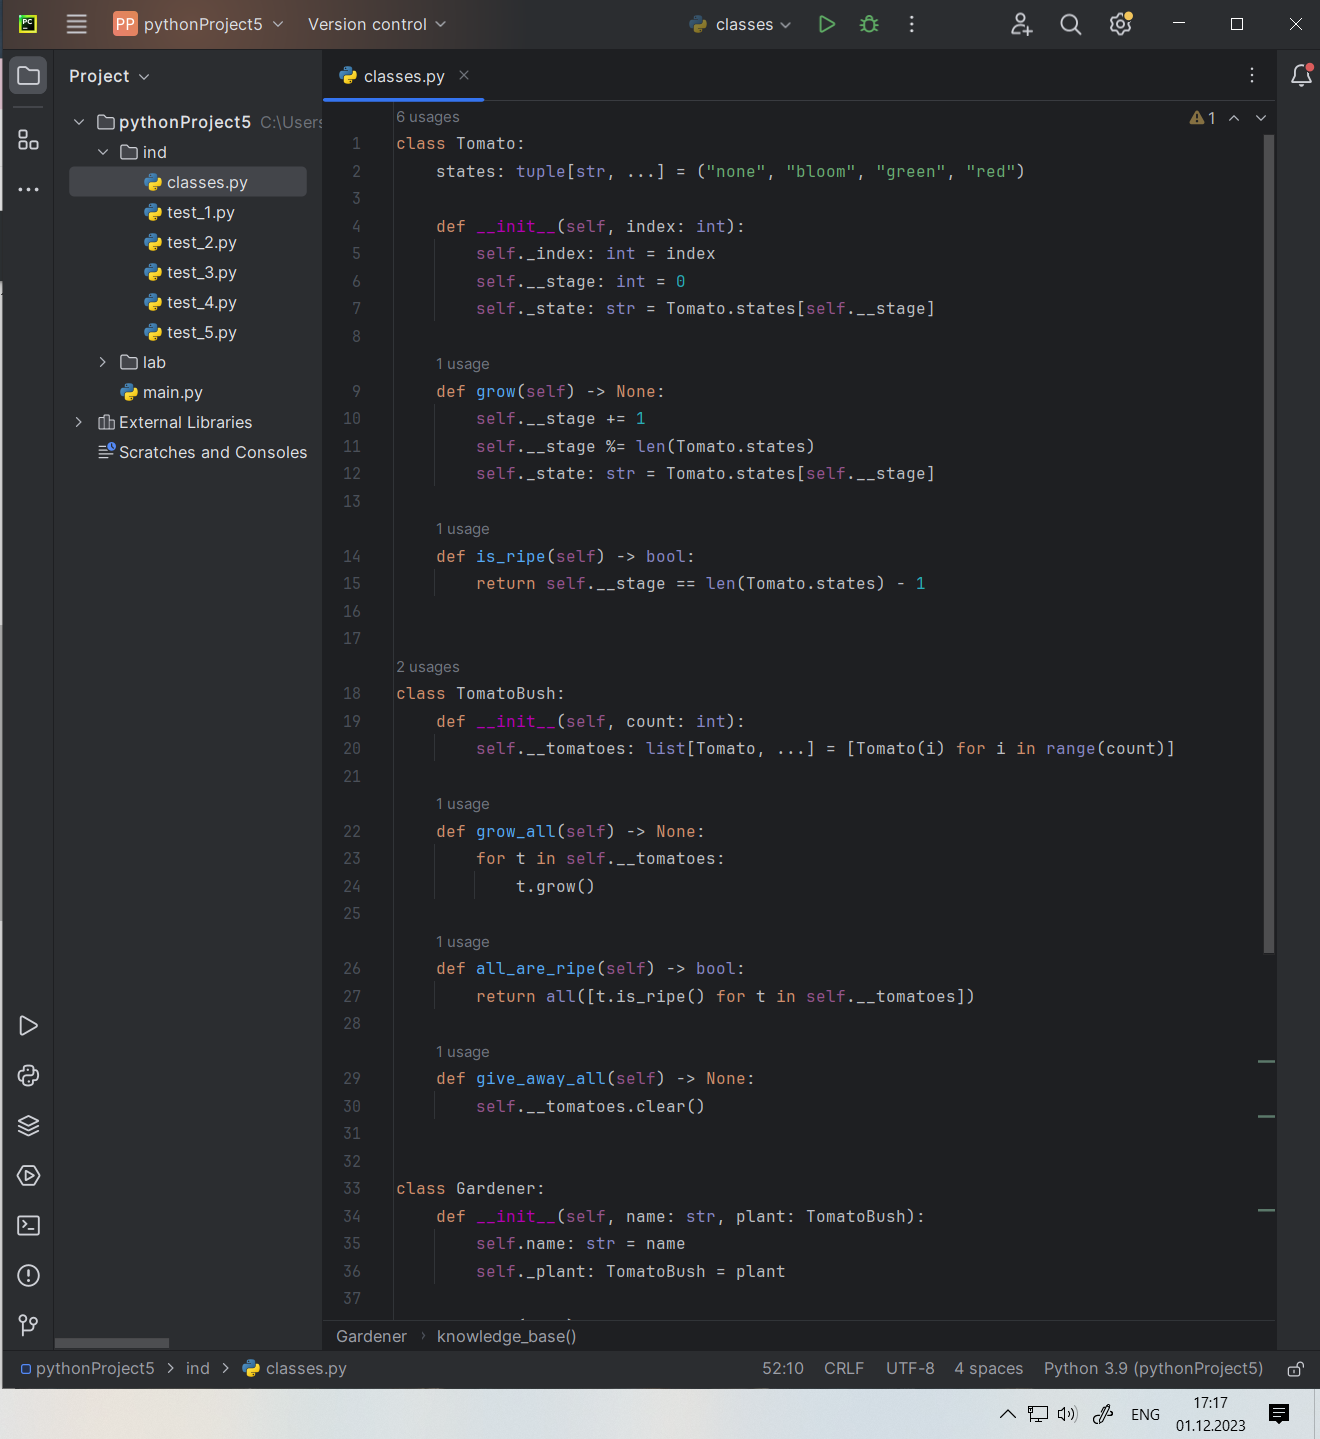 PC
PP pythonProject5 Version control classes
Project
classes.py
pythonProject5 C:\Users
ind
classes.py
test_1.py
test_2.py
test_3.py
test_4.py
test_5.py
lab
main.py
External Libraries
Scratches and Consoles
6 usages
1
1 class Tomato:
2 states: tuple[str, ...] = ("none", "bloom", "green", "red")
3
4 def __init__(self, index: int):
5 self._index: int = index
6 self.__stage: int = 0
7 self._state: str = Tomato.states[self.__stage]
8
1 usage
9 def grow(self) -> None:
10 self.__stage += 1
11 self.__stage %= len(Tomato.states)
12 self._state: str = Tomato.states[self.__stage]
13
1 usage
14 def is_ripe(self) -> bool:
15 return self.__stage == len(Tomato.states) - 1
16
17
2 usages
18 class TomatoBush:
19 def __init__(self, count: int):
20 self.__tomatoes: list[Tomato, ...] = [Tomato(i) for i in range(count)]
21
1 usage
22 def grow_all(self) -> None:
23 for t in self.__tomatoes:
24 t.grow()
25
1 usage
26 def all_are_ripe(self) -> bool:
27 return all([t.is_ripe() for t in self.__tomatoes])
28
1 usage
29 def give_away_all(self) -> None:
30 self.__tomatoes.clear()
31
32
33 class Gardener:
34 def __init__(self, name: str, plant: TomatoBush):
35 self.name: str = name
36 self._plant: TomatoBush = plant
37
Gardener › knowledge_base()
pythonProject5 > ind > classes.py 52:10 CRLF UTF-8 4 spaces Python 3.9 (pythonProject5)
ENG
17:17
01.12.2023